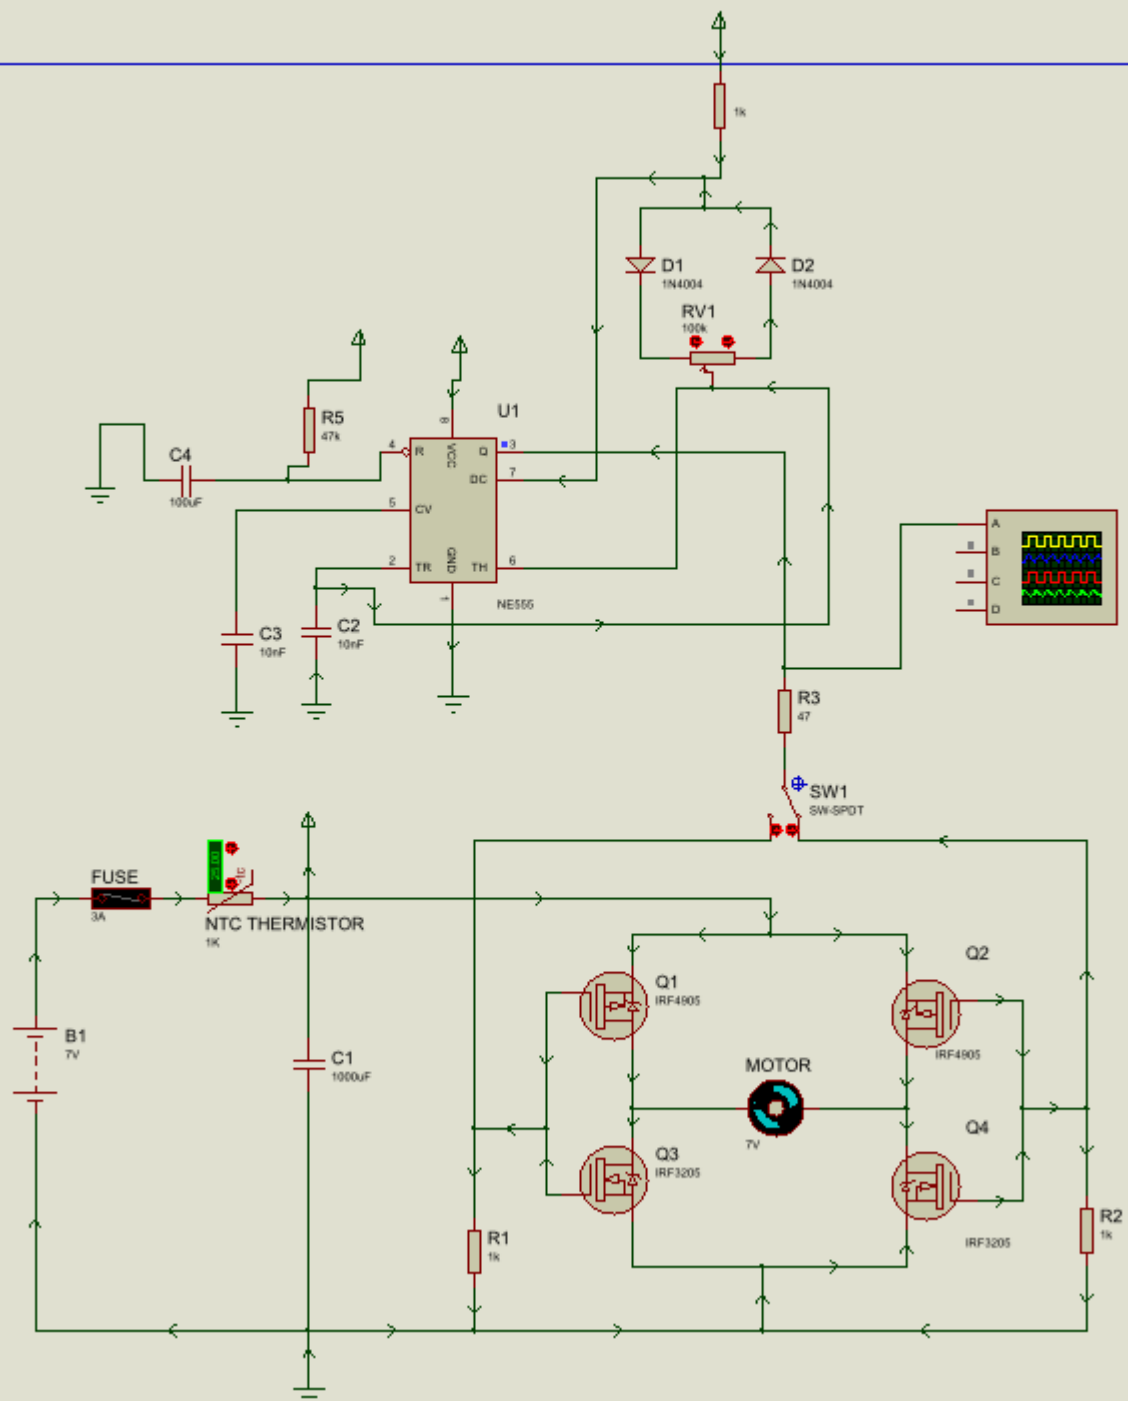 1k
D1
1N4004
D2
1N4004
RV1
100k
U1
R5
47k
C4
100uF
4
R
8
VCC
Q
3
DC
7
5
CV
2
TR
GND
1
TH
6
NE555
C3
10nF
C2
10nF
A
B
C
D
R3
47
SW1
SW-SPDT
FUSE
3A
25.00
-tc
NTC THERMISTOR
1K
B1
7V
C1
1000uF
Q1
IRF4905
Q2
IRF4905
MOTOR
7V
Q3
IRF3205
Q4
IRF3205
R1
1k
R2
1k